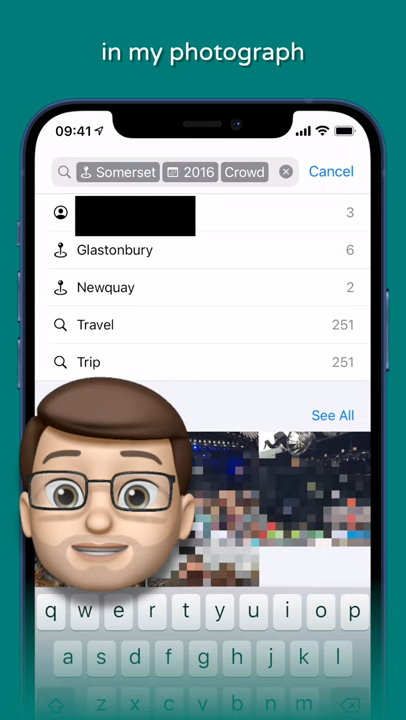 in my photograph
09:41
Somerset 2016 Crowd Cancel
3
Glastonbury 6
Newquay 2
Travel 251
Trip 251
See All
q w e r t y u i o p
a s d f g h j k l
z x c v b n m